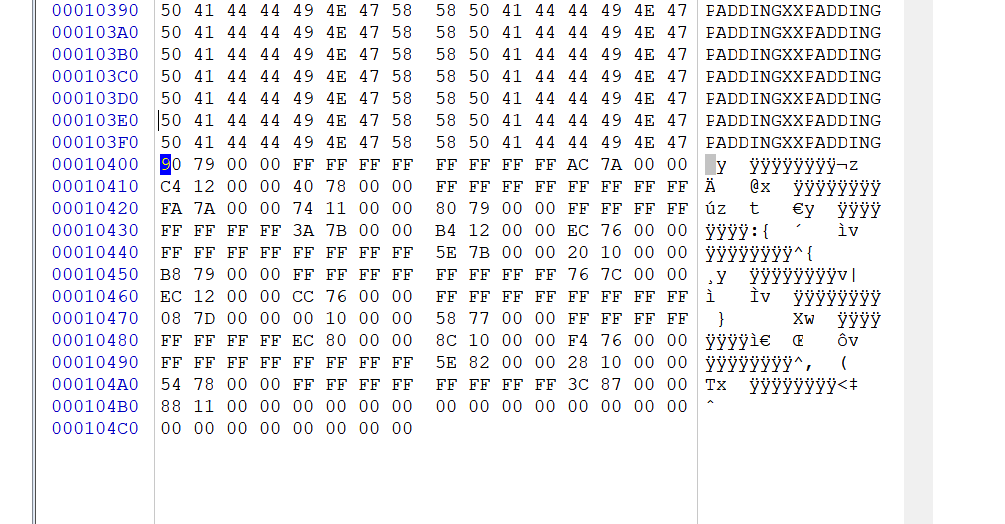 00010390 50 41 44 44 49 4E 47 58 58 50 41 44 44 49 4E 47 PADDINGXXPADDING
000103A0 50 41 44 44 49 4E 47 58 58 50 41 44 44 49 4E 47 PADDINGXXPADDING
000103B0 50 41 44 44 49 4E 47 58 58 50 41 44 44 49 4E 47 PADDINGXXPADDING
000103C0 50 41 44 44 49 4E 47 58 58 50 41 44 44 49 4E 47 PADDINGXXPADDING
000103D0 50 41 44 44 49 4E 47 58 58 50 41 44 44 49 4E 47 PADDINGXXPADDING
000103E0 50 41 44 44 49 4E 47 58 58 50 41 44 44 49 4E 47 PADDINGXXPADDING
000103F0 50 41 44 44 49 4E 47 58 58 50 41 44 44 49 4E 47 PADDINGXXPADDING
00010400 90 79 00 00 FF FF FF FF FF FF FF FF AC 7A 00 00 y ÿÿÿÿÿÿÿÿ¬z
00010410 C4 12 00 00 40 78 00 00 FF FF FF FF FF FF FF FF Ä @x ÿÿÿÿÿÿÿÿ
00010420 FA 7A 00 00 74 11 00 00 80 79 00 00 FF FF FF FF úz t €y ÿÿÿÿ
00010430 FF FF FF FF 3A 7B 00 00 B4 12 00 00 EC 76 00 00 ÿÿÿÿ:{ ´ ìv
00010440 FF FF FF FF FF FF FF FF 5E 7B 00 00 20 10 00 00 ÿÿÿÿÿÿÿÿ^{
00010450 B8 79 00 00 FF FF FF FF FF FF FF FF 76 7C 00 00 ¸y ÿÿÿÿÿÿÿÿv|
00010460 EC 12 00 00 CC 76 00 00 FF FF FF FF FF FF FF FF ì Ìv ÿÿÿÿÿÿÿÿ
00010470 08 7D 00 00 00 10 00 00 58 77 00 00 FF FF FF FF } Xw ÿÿÿÿ
00010480 FF FF FF FF EC 80 00 00 8C 10 00 00 F4 76 00 00 ÿÿÿÿì€ Œ ôv
00010490 FF FF FF FF FF FF FF FF 5E 82 00 00 28 10 00 00 ÿÿÿÿÿÿÿÿ^‚ (
000104A0 54 78 00 00 FF FF FF FF FF FF FF FF 3C 87 00 00 Tx ÿÿÿÿÿÿÿÿ<‡
000104B0 88 11 00 00 00 00 00 00 00 00 00 00 00 00 00 00 ˆ
000104C0 00 00 00 00 00 00 00 00